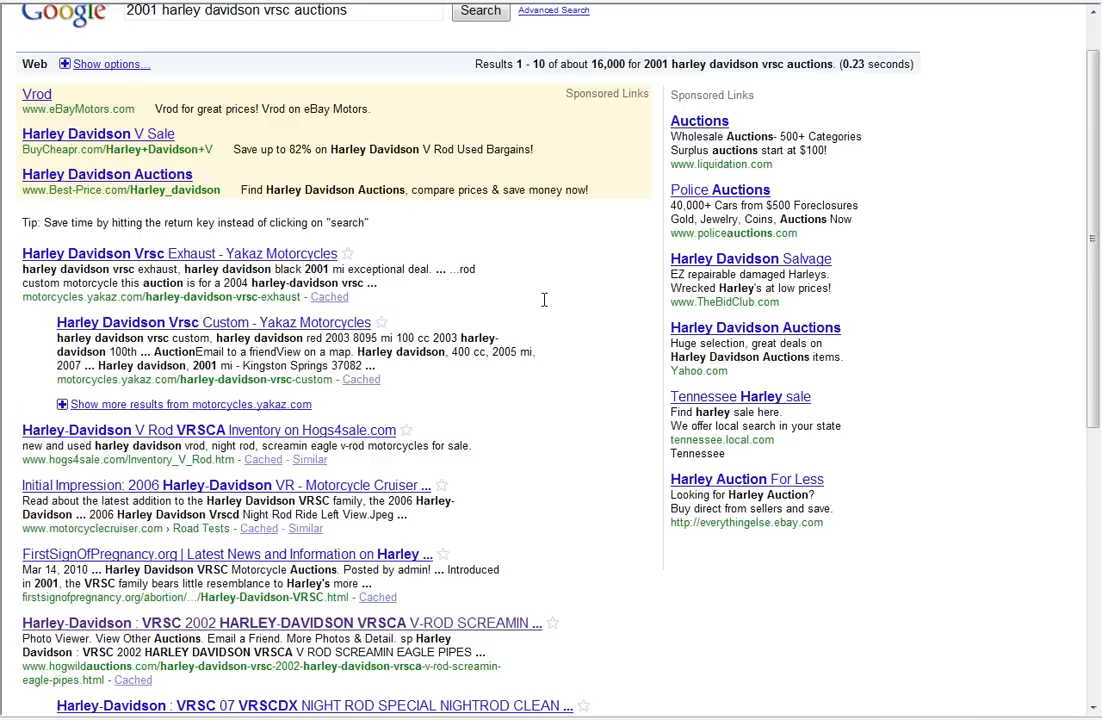 Google
2001 harley davidson vrsc auctions
Search
Advanced Search
Web Show options...
Results 1 - 10 of about 16,000 for 2001 harley davidson vrsc auctions. (0.23 seconds)
Vrod
Sponsored Links
www.eBayMotors.com Vrod for great prices! Vrod on eBay Motors.
Harley Davidson V Sale
BuyCheapr.com/Harley+Davidson+V Save up to 82% on Harley Davidson V Rod Used Bargains!
Harley Davidson Auctions
www.Best-Price.com/Harley_davidson Find Harley Davidson Auctions, compare prices & save money now!
Tip: Save time by hitting the return key instead of clicking on "search"
Harley Davidson Vrsc Exhaust - Yakaz Motorcycles
harley davidson vrsc exhaust, harley davidson black 2001 mi exceptional deal. ... ...rod
custom motorcycle this auction is for a 2004 harley-davidson vrsc ...
motorcycles.yakaz.com/harley-davidson-vrsc-exhaust - Cached
Harley Davidson Vrsc Custom - Yakaz Motorcycles
harley davidson vrsc custom, harley davidson red 2003 8095 mi 100 cc 2003 harley-
davidson 100th ... AuctionEmail to a friendView on a map. Harley davidson, 400 cc, 2005 mi,
2007 ... Harley davidson, 2001 mi - Kingston Springs 37082 ...
motorcycles.yakaz.com/harley-davidson-vrsc-custom - Cached
Show more results from motorcycles.yakaz.com
Harley-Davidson V Rod VRSCA Inventory on Hogs4sale.com
new and used harley davidson vrod, night rod, screamin eagle v-rod motorcycles for sale.
www.hogs4sale.com/Inventory_V_Rod.htm - Cached - Similar
Initial Impression: 2006 Harley-Davidson VR - Motorcycle Cruiser ...
Read about the latest addition to the Harley Davidson VRSC family, the 2006 Harley-
Davidson ... 2006 Harley Davidson Vrscd Night Rod Ride Left View.Jpeg ...
www.motorcyclecruiser.com › Road Tests - Cached - Similar
FirstSignOfPregnancy.org | Latest News and Information on Harley ...
Mar 14, 2010 ... Harley Davidson VRSC Motorcycle Auctions. Posted by admin! ... Introduced
in 2001, the VRSC family bears little resemblance to Harley's more ...
firstsignofpregnancy.org/abortion/.../Harley-Davidson-VRSC.html - Cached
Harley-Davidson : VRSC 2002 HARLEY-DAVIDSON VRSCA V-ROD SCREAMIN ...
Photo Viewer. View Other Auctions. Email a Friend. More Photos & Detail. sp Harley
Davidson : VRSC 2002 HARLEY DAVIDSON VRSCA V ROD SCREAMIN EAGLE PIPES ...
www.hogwildauctions.com/harley-davidson-vrsc-2002-harley-davidson-vrsca-v-rod-screamin-
eagle-pipes.html - Cached
Harley-Davidson : VRSC 07 VRSCDX NIGHT ROD SPECIAL NIGHTROD CLEAN ...
Sponsored Links
Auctions
Wholesale Auctions- 500+ Categories
Surplus auctions start at $100!
www.liquidation.com
Police Auctions
40,000+ Cars from $500 Foreclosures
Gold, Jewelry, Coins, Auctions Now
www.policeauctions.com
Harley Davidson Salvage
EZ repairable damaged Harleys.
Wrecked Harley's at low prices!
www.TheBidClub.com
Harley Davidson Auctions
Huge selection, great deals on
Harley Davidson Auctions items.
Yahoo.com
Tennessee Harley sale
Find harley sale here.
We offer local search in your state
tennessee.local.com
Tennessee
Harley Auction For Less
Looking for Harley Auction?
Buy direct from sellers and save.
http://everythingelse.ebay.com